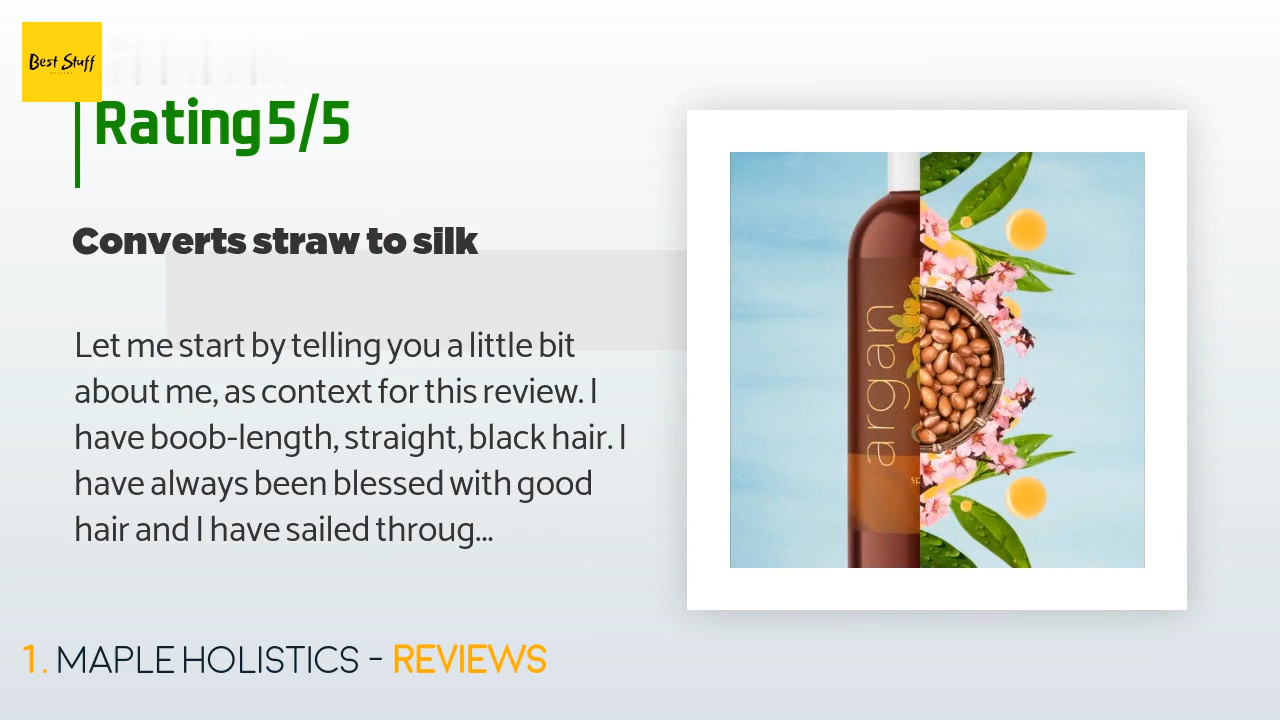 Best Stuff
Rating 5/5
Converts straw to silk
Let me start by telling you a little bit
about me, as context for this review. I
have boob-length, straight, black hair. I
have always been blessed with good
hair and I have sailed throug...
argan
sp
1. MAPLE HOLISTICS - REVIEWS